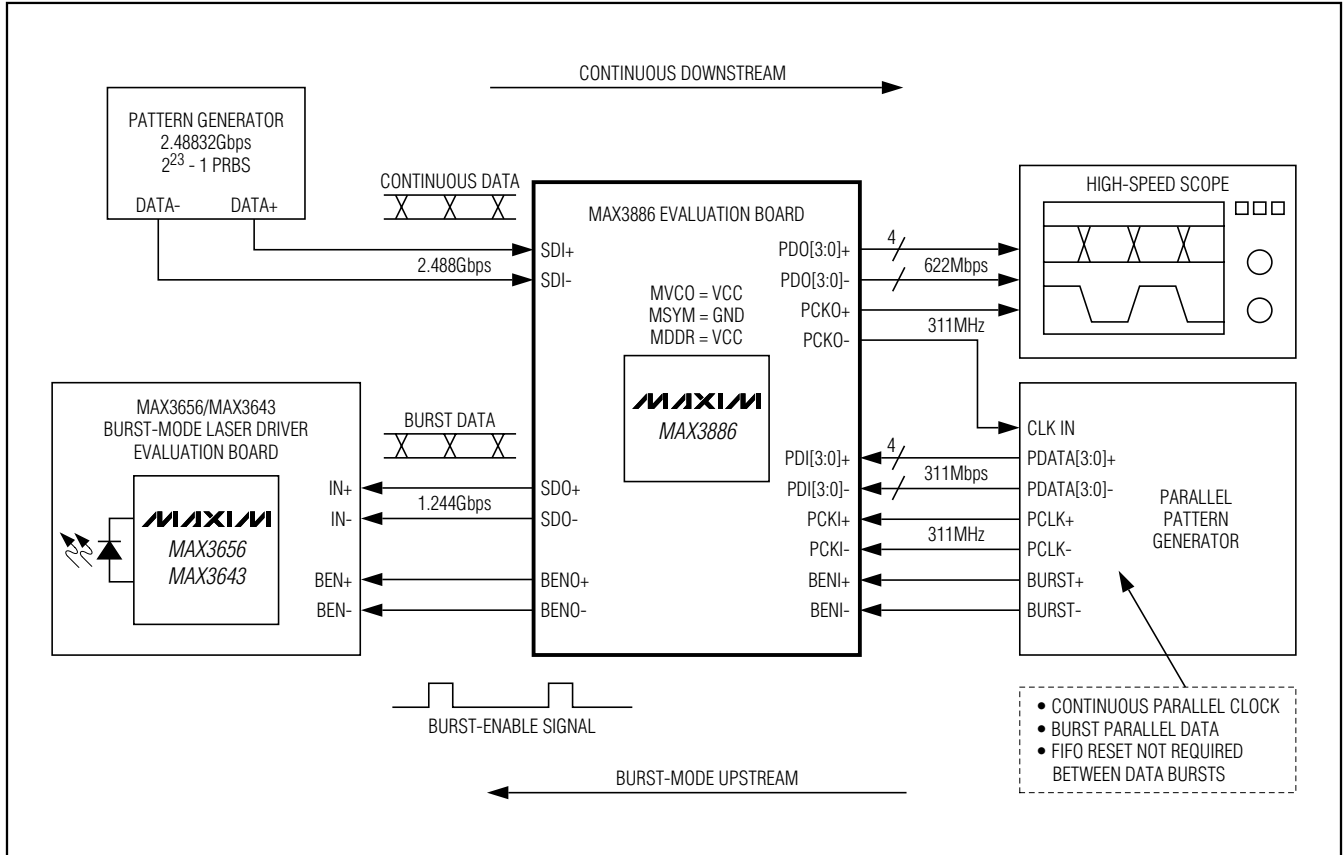 CONTINUOUS DOWNSTREAM
PATTERN GENERATOR
2.48832Gbps
2^23 - 1 PRBS
DATA- DATA+
CONTINUOUS DATA
2.488Gbps
MAX3886 EVALUATION BOARD
SDI+
SDI-
MVCO = VCC
MSYM = GND
MDDR = VCC
MAXIM
MAX3886
PDO[3:0]+
PDO[3:0]-
PCKO+
PCKO-
4
622Mbps
311MHz
HIGH-SPEED SCOPE
MAX3656/MAX3643
BURST-MODE LASER DRIVER
EVALUATION BOARD
MAXIM
MAX3656
MAX3643
IN+
IN-
BEN+
BEN-
BURST DATA
1.244Gbps
SDO+
SDO-
BENO+
BENO-
PDI[3:0]+
PDI[3:0]-
PCKI+
PCKI-
BENI+
BENI-
4
311Mbps
311MHz
CLK IN
PDATA[3:0]+
PDATA[3:0]-
PCLK+
PCLK-
BURST+
BURST-
PARALLEL
PATTERN
GENERATOR
BURST-ENABLE SIGNAL
• CONTINUOUS PARALLEL CLOCK
• BURST PARALLEL DATA
• FIFO RESET NOT REQUIRED
BETWEEN DATA BURSTS
BURST-MODE UPSTREAM